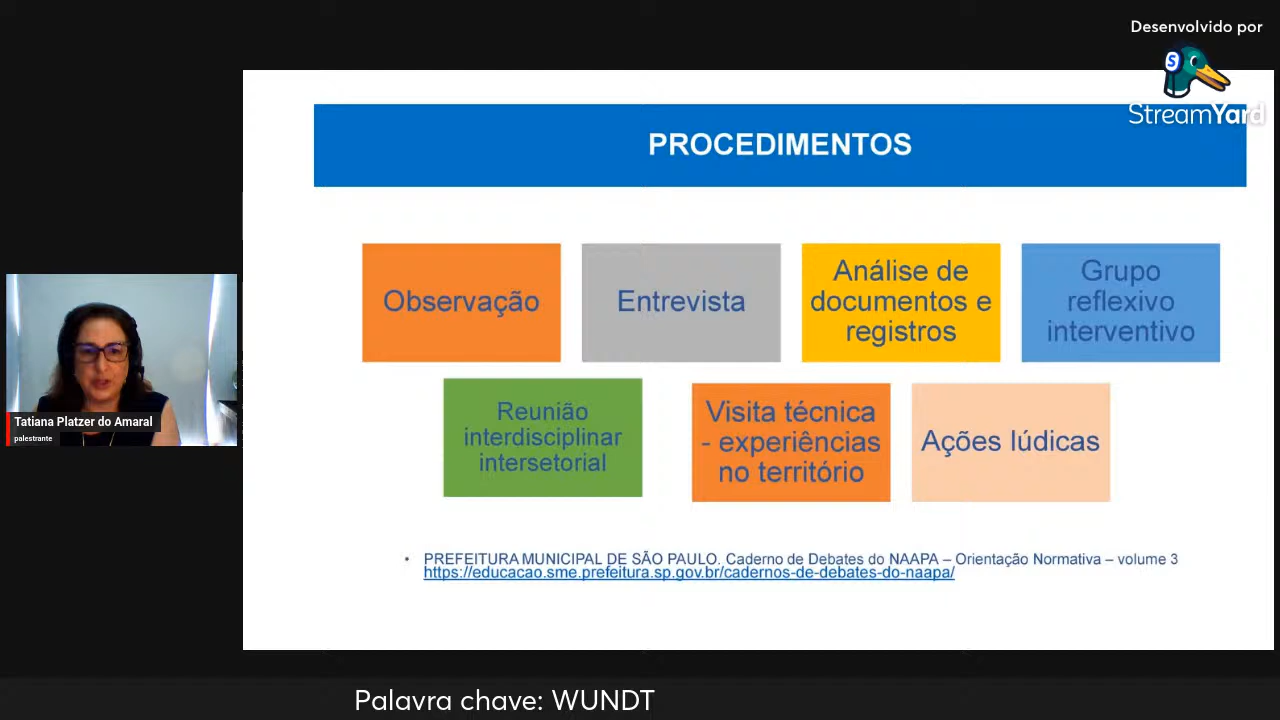 Desenvolvido por
StreamYard
PROCEDIMENTOS
Observação
Entrevista
Análise de
documentos e
registros
Grupo
reflexivo
interventivo
Reunião
interdisciplinar
intersetorial
Visita técnica
- experiências
no território
Ações lúdicas
• PREFEITURA MUNICIPAL DE SÃO PAULO. Caderno de Debates do NAAPA – Orientação Normativa – volume 3
https://educacao.sme.prefeitura.sp.gov.br/cadernos-de-debates-do-naapa/
Tatiana Platzer do Amaral
palestrante
Palavra chave: WUNDT